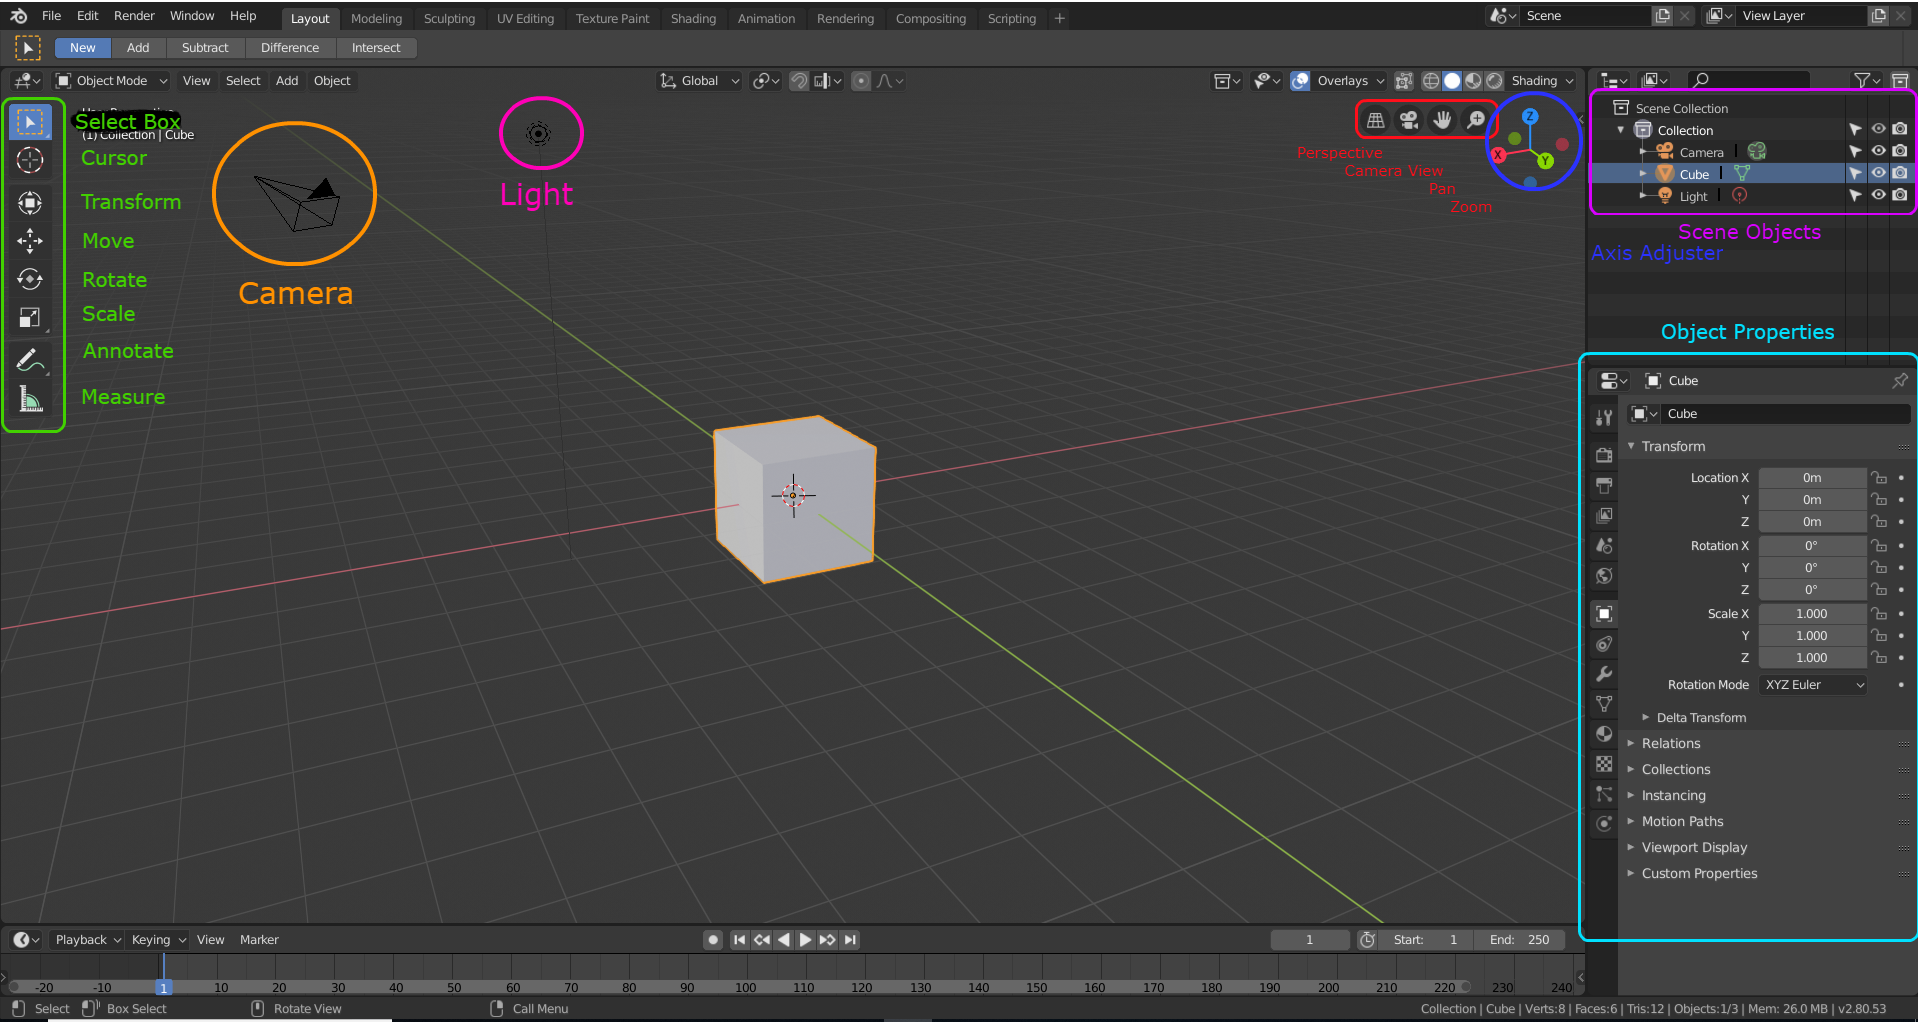 File Edit Render Window Help Layout Modeling Sculpting UV Editing Texture Paint Shading Animation Rendering Compositing Scripting + Scene View Layer
New Add Subtract Difference Intersect
Object Mode View Select Add Object Global Overlays Shading
Select Box
(1) Collection | Cube
Cursor
Transform
Move
Rotate
Scale
Annotate
Measure
Camera
Light
Perspective
Camera View
Pan
Zoom
Z
X
Y
Scene Collection
Collection
Camera
Cube
Light
Scene Objects
Axis Adjuster
Object Properties
Cube
Cube
Transform
Location X 0m
Y 0m
Z 0m
Rotation X 0°
Y 0°
Z 0°
Scale X 1.000
Y 1.000
Z 1.000
Rotation Mode XYZ Euler
Delta Transform
Relations
Collections
Instancing
Motion Paths
Viewport Display
Custom Properties
Playback Keying View Marker 1 Start: 1 End: 250
-20 -10 1 10 20 30 40 50 60 70 80 90 100 110 120 130 140 150 160 170 180 190 200 210 220 230 240
Select Box Select Rotate View Call Menu Collection | Cube | Verts:8 | Faces:6 | Tris:12 | Objects:1/3 | Mem: 26.0 MB | v2.80.53